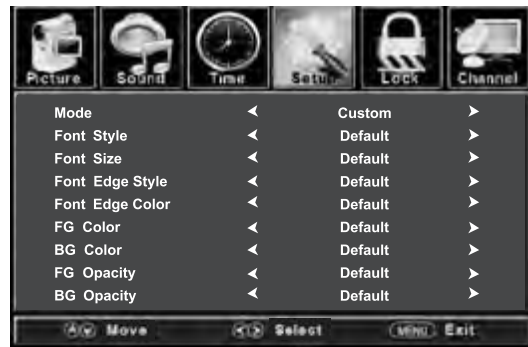 Picture Sound Time Setup Lock Channel
Mode Custom
Font Style Default
Font Size Default
Font Edge Style Default
Font Edge Color Default
FG Color Default
BG Color Default
FG Opacity Default
BG Opacity Default
Move Select MENU Exit